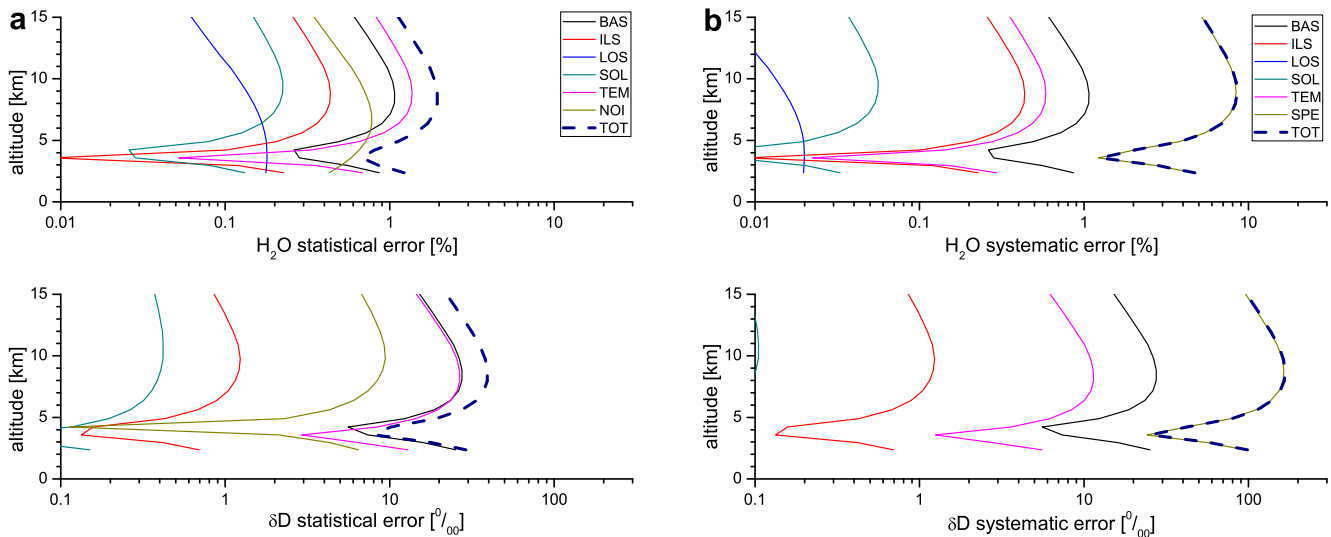 a
15
10
5
0
altitude [km]
0.01
0.1
1
10
H2O statistical error [%]
BAS
ILS
LOS
SOL
TEM
NOI
TOT
b
15
10
5
0
altitude [km]
0.01
0.1
1
10
H2O systematic error [%]
BAS
ILS
LOS
SOL
TEM
SPE
TOT
15
10
5
0
altitude [km]
0.1
1
10
100
δD statistical error [0/00]
15
10
5
0
altitude [km]
0.1
1
10
100
δD systematic error [0/00]